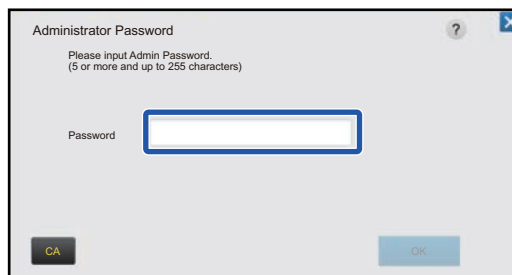 Administrator Password
?
Please input Admin Password.
(5 or more and up to 255 characters)
Password
CA
OK